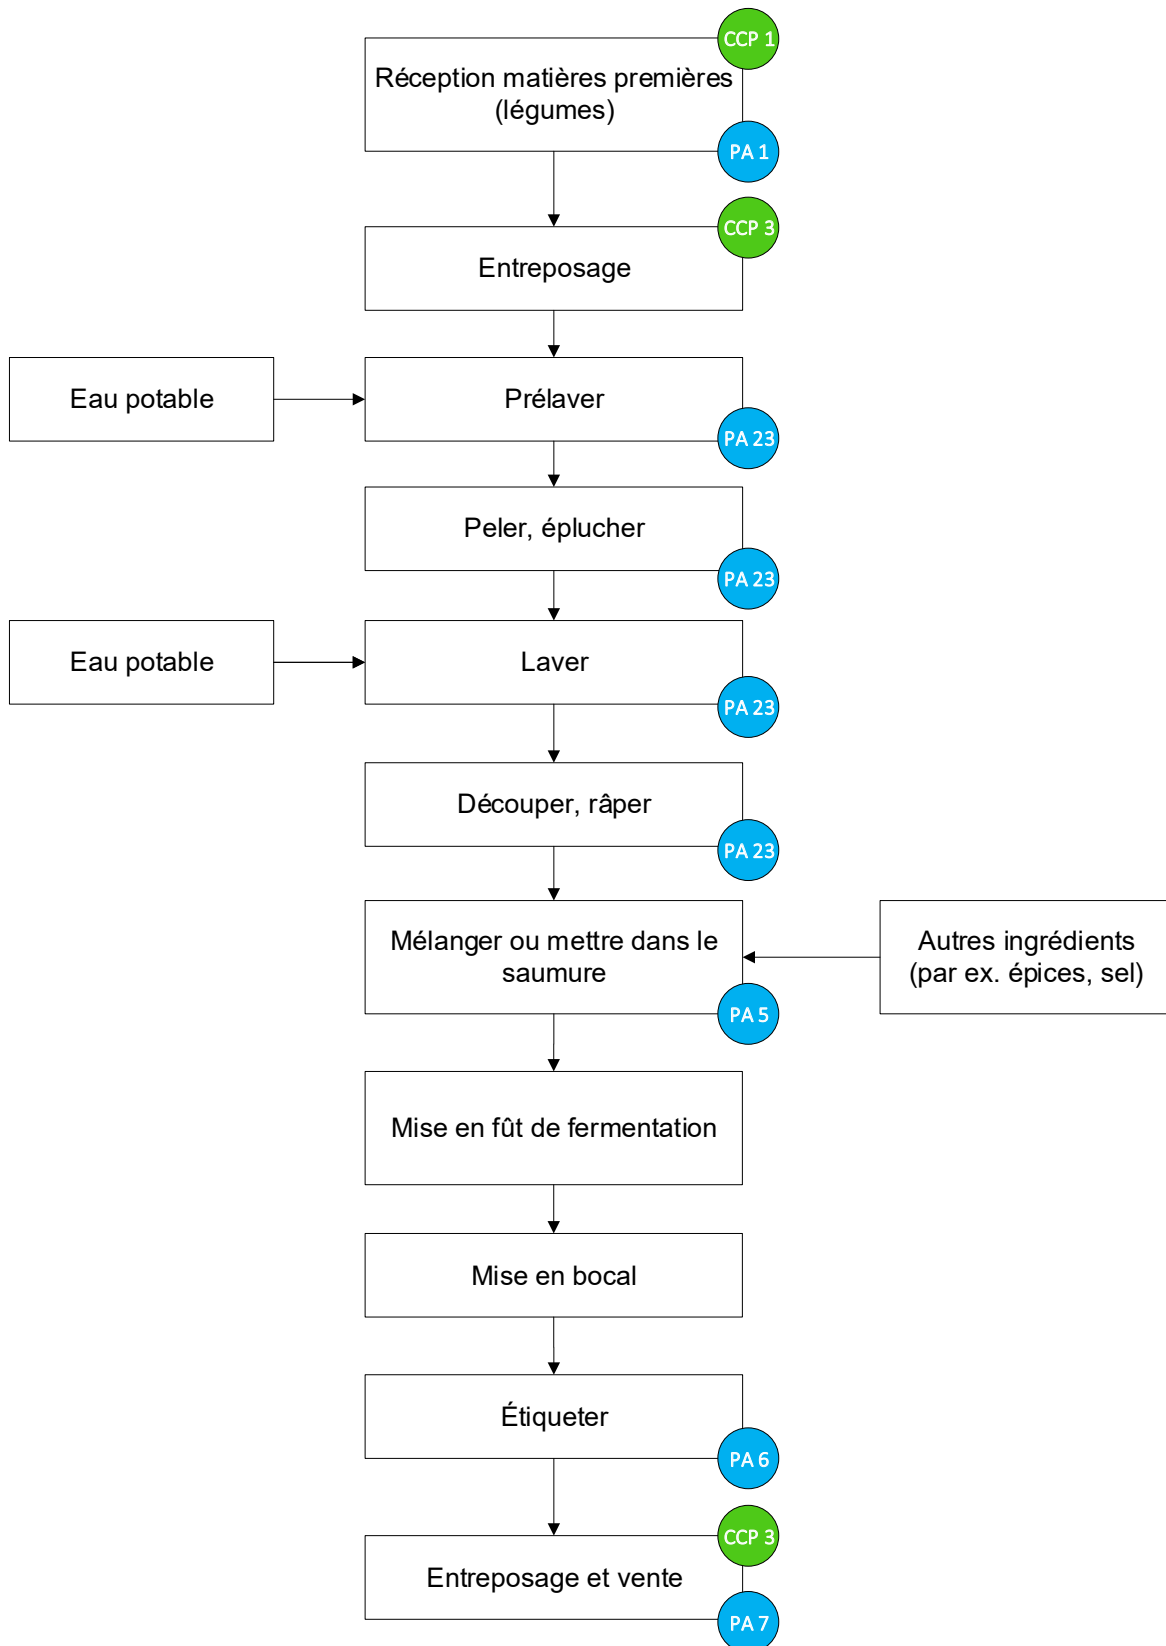 CCP 1
Réception matières premières
(légumes)
PA 1
CCP 3
Entreposage
Eau potable
Prélaver
PA 23
Peler, éplucher
PA 23
Eau potable
Laver
PA 23
Découper, râper
PA 23
Mélanger ou mettre dans le
saumure
Autres ingrédients
(par ex. épices, sel)
PA 5
Mise en fût de fermentation
Mise en bocal
Étiqueter
PA 6
CCP 3
Entreposage et vente
PA 7